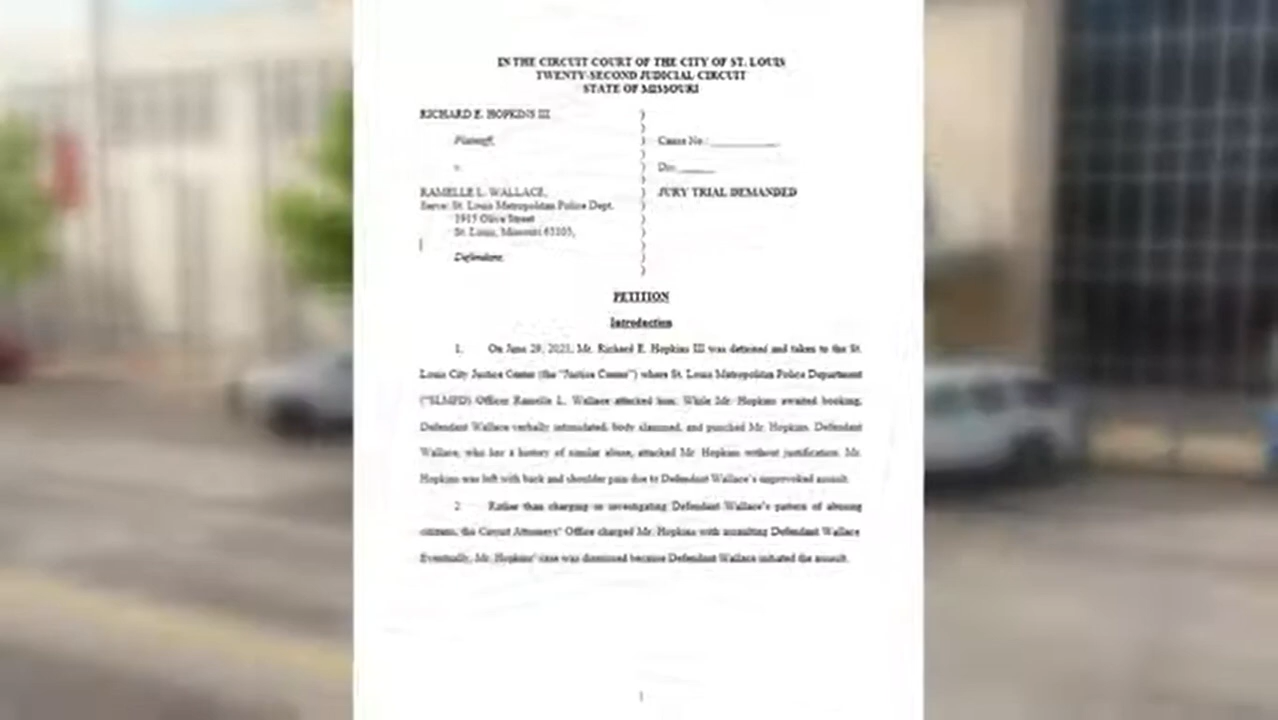 IN THE CIRCUIT COURT OF THE CITY OF ST. LOUIS
TWENTY-SECOND JUDICIAL CIRCUIT
STATE OF MISSOURI
RICHARD E. HOPKINS III )
)
Plaintiff, ) Cause No.: ____________
)
v. ) Div. ______
)
RAMELLE L. WALLACE, ) JURY TRIAL DEMANDED
Serve: St. Louis Metropolitan Police Dept. )
1915 Olive Street )
St. Louis, Missouri 63103, )
)
Defendant. )
)
PETITION
Introduction
1. On June 29, Mr. Richard E. Hopkins III was detained and taken to the St.
Louis City Justice Center (the "Justice Center") where St. Louis Metropolitan Police Department
("SLMPD) Officer Ramelle L. Wallace attacked him. While Mr. Hopkins awaited booking,
Defendant Wallace verbally intimidated, body slammed, and punched Mr. Hopkins. Defendant
Wallace, who has a history of similar abuse, attacked Mr. Hopkins without justification. Mr.
Hopkins was left with back and shoulder pain due to Defendant Wallace's unprovoked assault.
2. Rather than charging or investigating Defendant Wallace's pattern of abusing
citizens, the Circuit Attorneys' Office charged Mr. Hopkins with assaulting Defendant Wallace
Eventually, Mr. Hopkins' case was dismissed because Defendant Wallace initiated the assault.
1